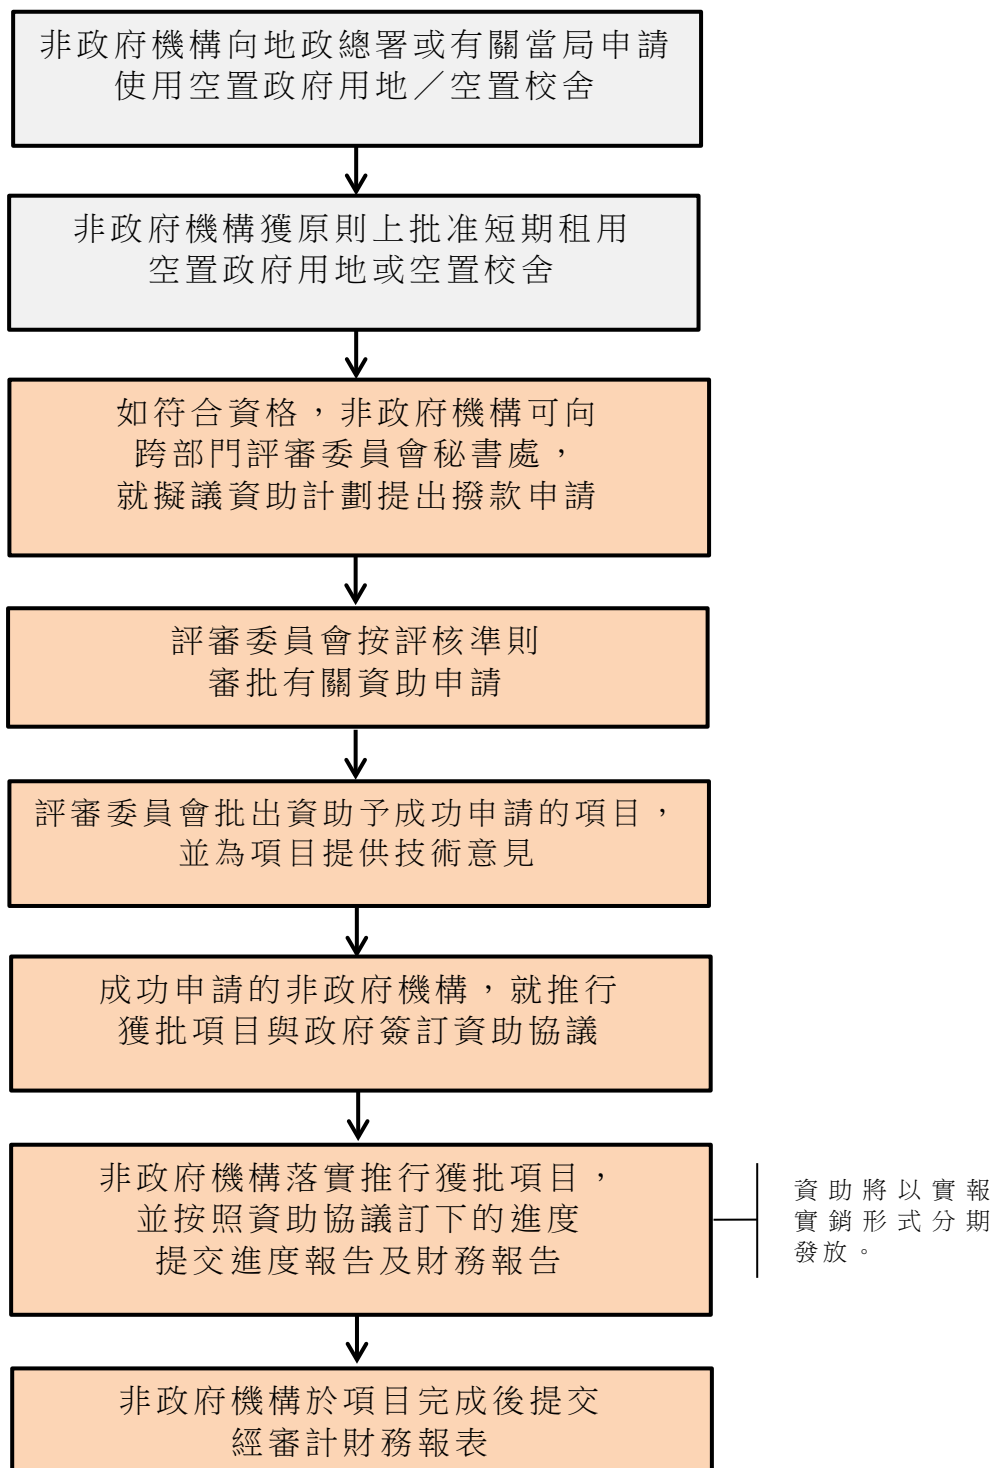 非政府機構向地政總署或有關當局申請
使用空置政府用地／空置校舍
非政府機構獲原則上批准短期租用
空置政府用地或空置校舍
如符合資格，非政府機構可向
跨部門評審委員會秘書處，
就擬議資助計劃提出撥款申請
評審委員會按評核準則
審批有關資助申請
評審委員會批出資助予成功申請的項目，
並為項目提供技術意見
成功申請的非政府機構，就推行
獲批項目與政府簽訂資助協議
非政府機構落實推行獲批項目，
並按照資助協議訂下的進度
提交進度報告及財務報告
資助將以實報
實銷形式分期
發放。
非政府機構於項目完成後提交
經審計財務報表